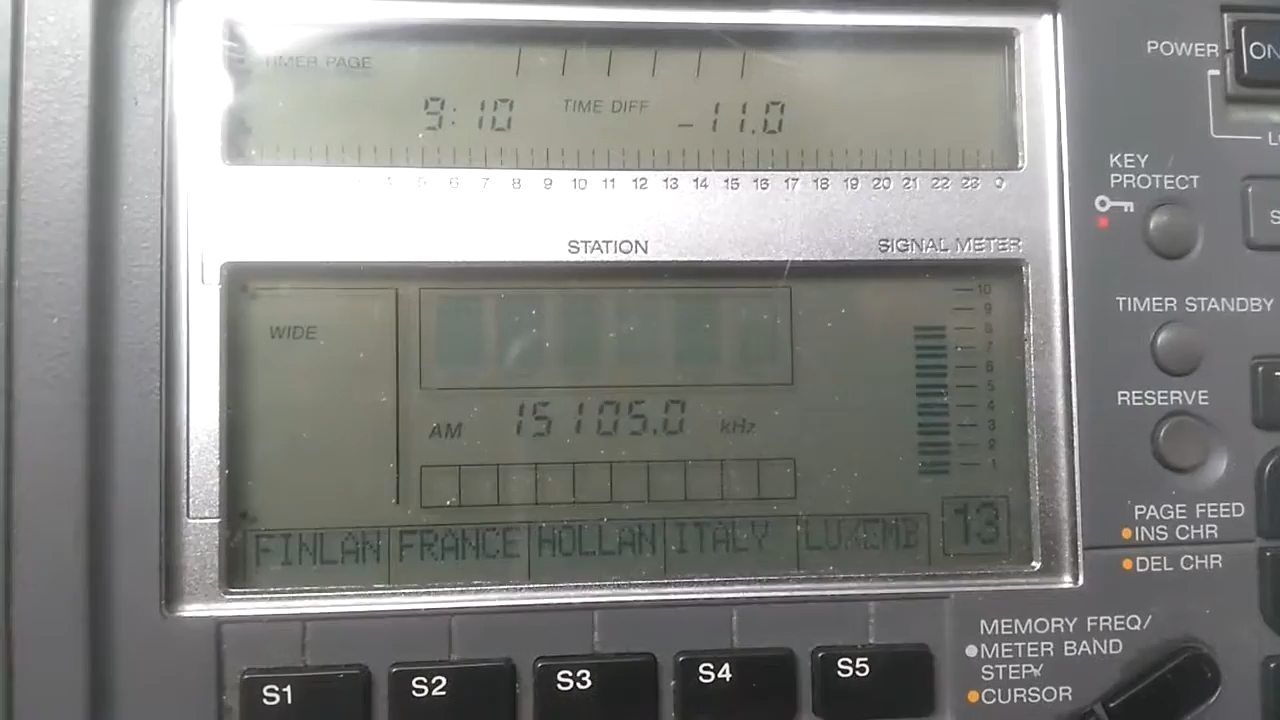 TIMER PAGE
9:10 TIME DIFF -11.0
4 5 6 7 8 9 10 11 12 13 14 15 16 17 18 19 20 21 22 23 0
STATION
SIGNAL METER
WIDE
10
9
8
7
6
5
4
3
2
1
AM 15105.0 kHz
FINLAN FRANCE HOLLAN ITALY LUXEMB 13
S1 S2 S3 S4 S5
POWER
ON
KEY
PROTECT
TIMER STANDBY
RESERVE
PAGE FEED
INS CHR
DEL CHR
MEMORY FREQ/
METER BAND
STEP
CURSOR